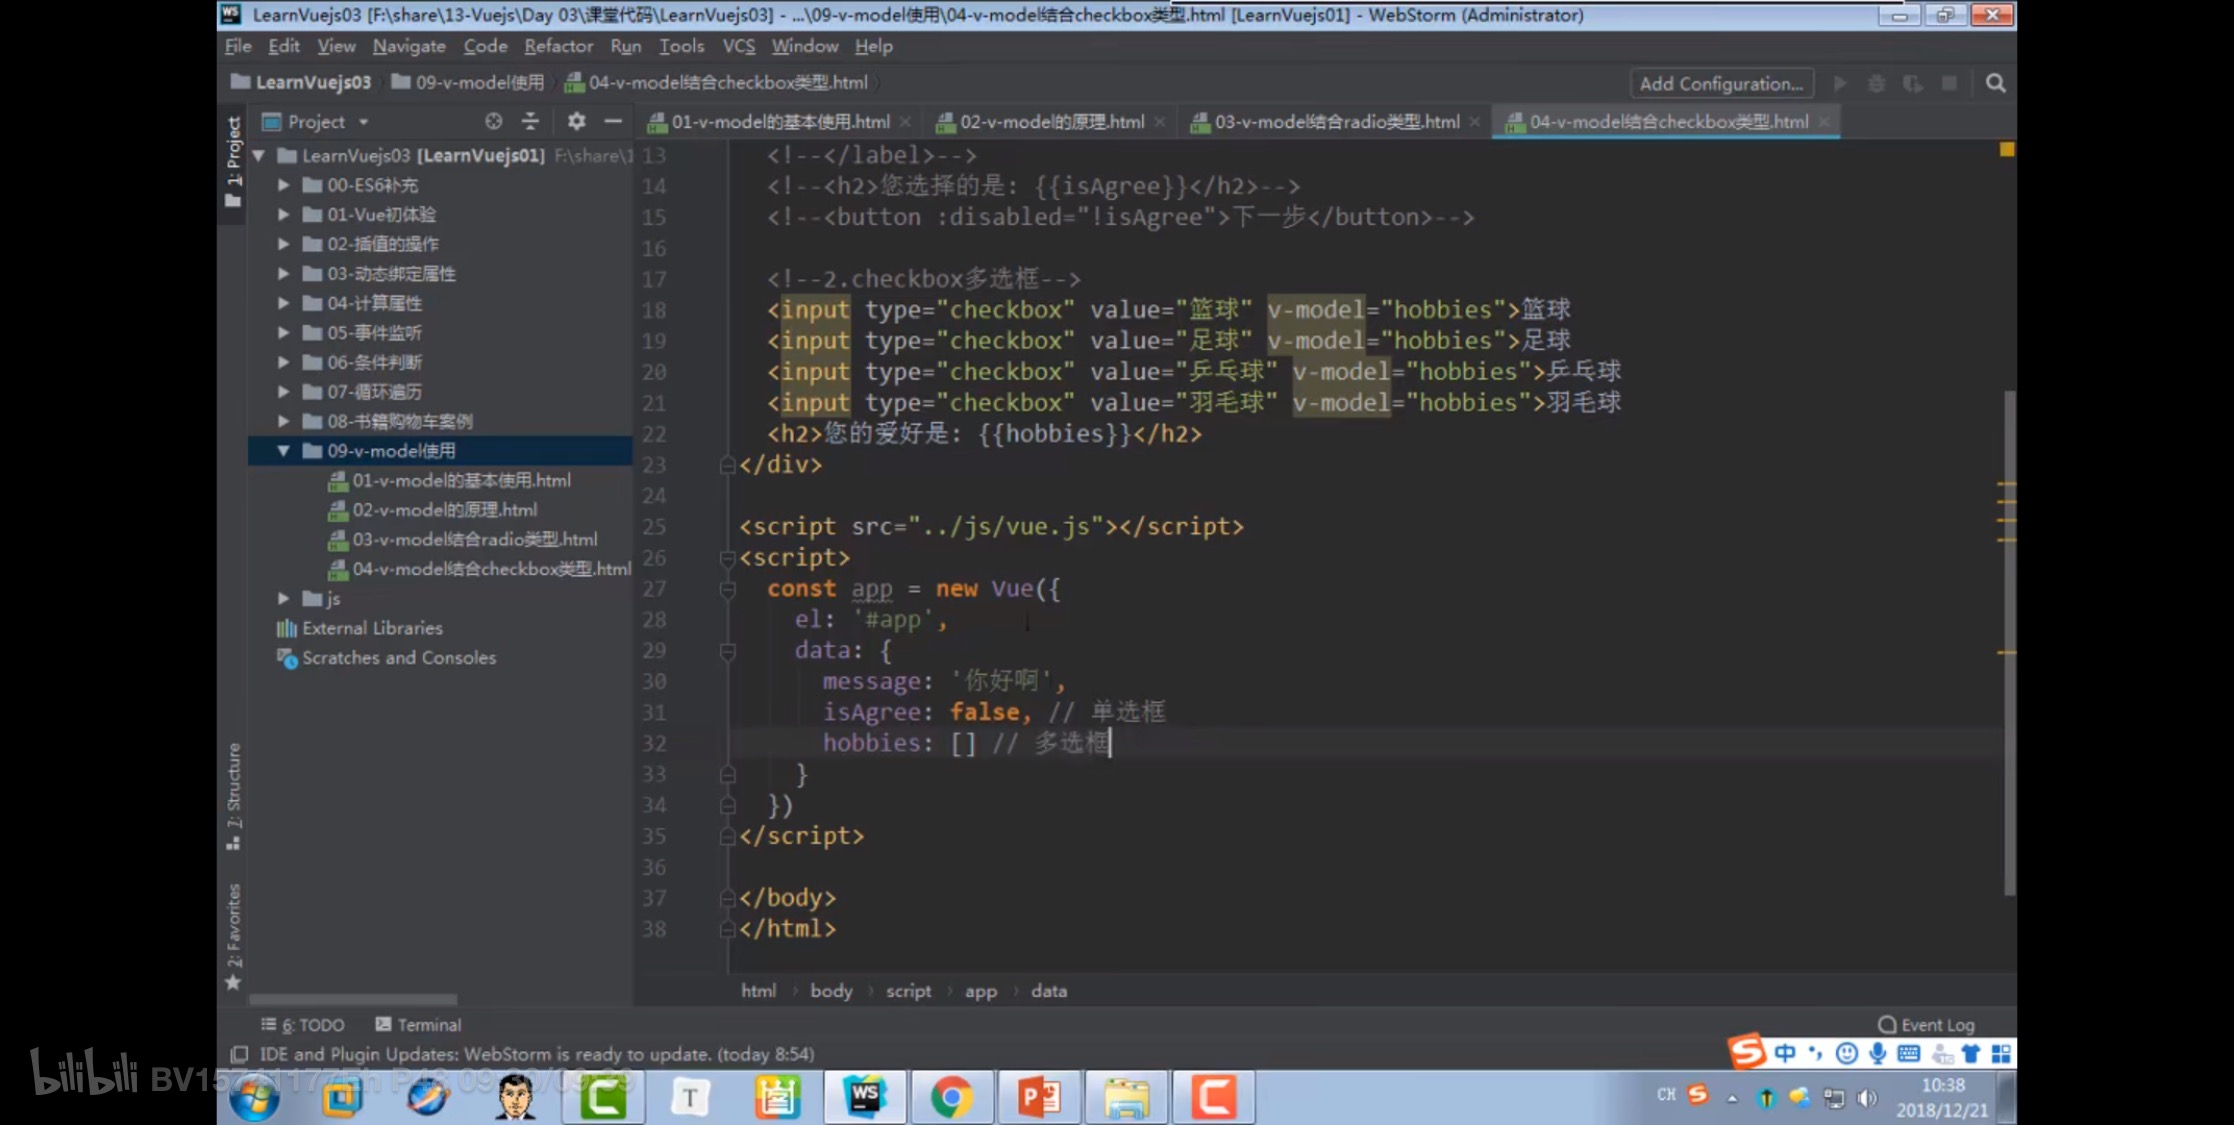 LearnVuejs03 [F:\share\13-Vuejs\Day 03\课堂代码\LearnVuejs03] - ...\09-v-model使用\04-v-model结合checkbox类型.html [LearnVuejs01] - WebStorm (Administrator)
File Edit View Navigate Code Refactor Run Tools VCS Window Help
LearnVuejs03 09-v-model使用 04-v-model结合checkbox类型.html Add Configuration...
Project 01-v-model的基本使用.html 02-v-model的原理.html 03-v-model结合radio类型.html 04-v-model结合checkbox类型.html
1: Project
LearnVuejs03 [LearnVuejs01] F:\share\1
00-ES6补充
01-Vue初体验
02-插值的操作
03-动态绑定属性
04-计算属性
05-事件监听
06-条件判断
07-循环遍历
08-书籍购物车案例
09-v-model使用
01-v-model的基本使用.html
02-v-model的原理.html
03-v-model结合radio类型.html
04-v-model结合checkbox类型.html
js
External Libraries
Scratches and Consoles
7: Structure
2: Favorites
13 <!--</label>-->
14 <!--<h2>您选择的是: {{isAgree}}</h2>-->
15 <!--<button :disabled="!isAgree">下一步</button>-->
16
17 <!--2.checkbox多选框-->
18 <input type="checkbox" value="篮球" v-model="hobbies">篮球
19 <input type="checkbox" value="足球" v-model="hobbies">足球
20 <input type="checkbox" value="乒乓球" v-model="hobbies">乒乓球
21 <input type="checkbox" value="羽毛球" v-model="hobbies">羽毛球
22 <h2>您的爱好是: {{hobbies}}</h2>
23 </div>
24
25 <script src="../js/vue.js"></script>
26 <script>
27 const app = new Vue({
28 el: '#app',
29 data: {
30 message: '你好啊',
31 isAgree: false, // 单选框
32 hobbies: [] // 多选框
33 }
34 })
35 </script>
36
37 </body>
38 </html>
html body script app data
6: TODO Terminal Event Log
IDE and Plugin Updates: WebStorm is ready to update. (today 8:54)
中
bilibili
WS
T
CH
10:38
2018/12/21